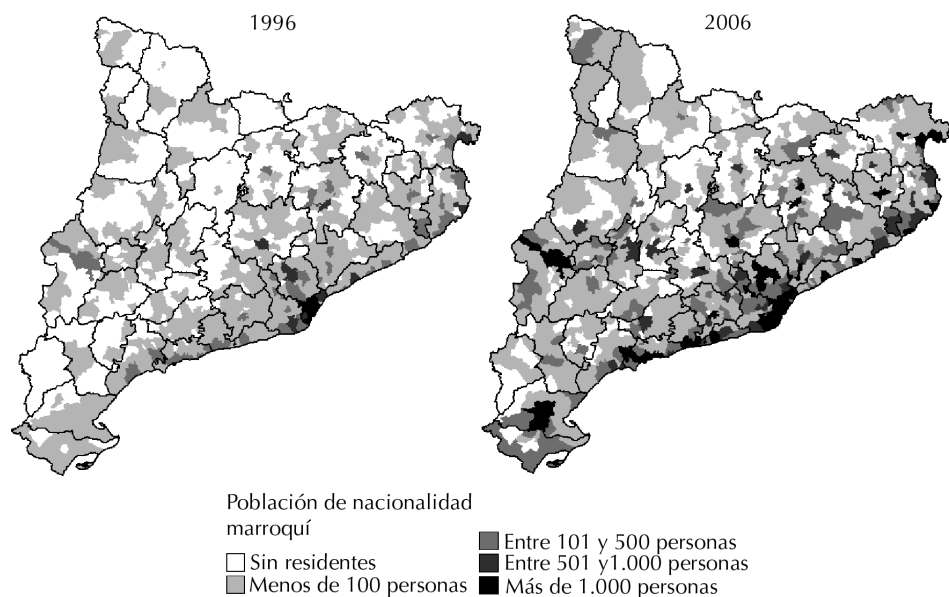 1996
2006
Población de nacionalidad
marroquí
Sin residentes
Menos de 100 personas
Entre 101 y 500 personas
Entre 501 y1.000 personas
Más de 1.000 personas